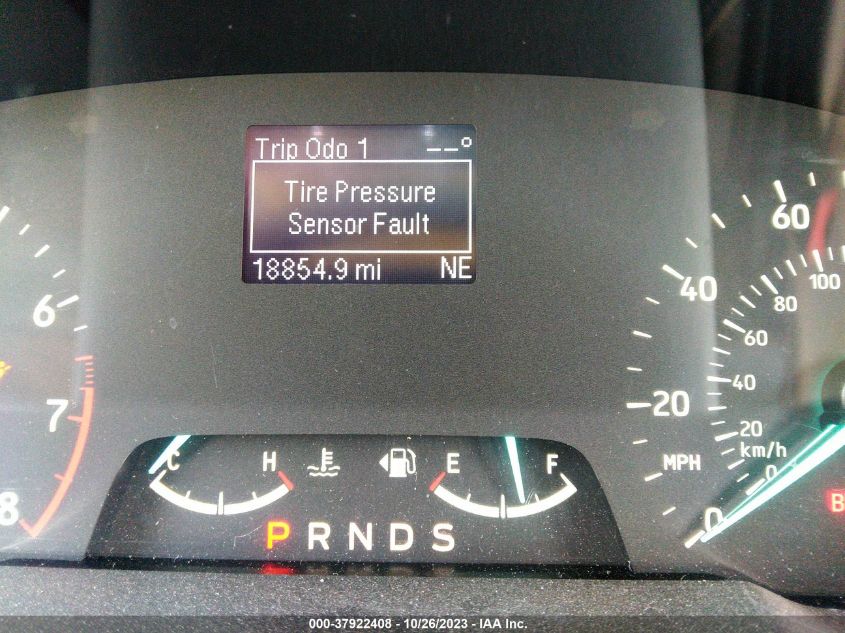 Trip Odo 1 --°
Tire Pressure
Sensor Fault
18854.9 mi NE
6
7
8
C H E F
P R N D S
60
40
20
0
MPH
100
80
60
40
20
0
km/h
000-37922408 - 10/26/2023 - IAA Inc.